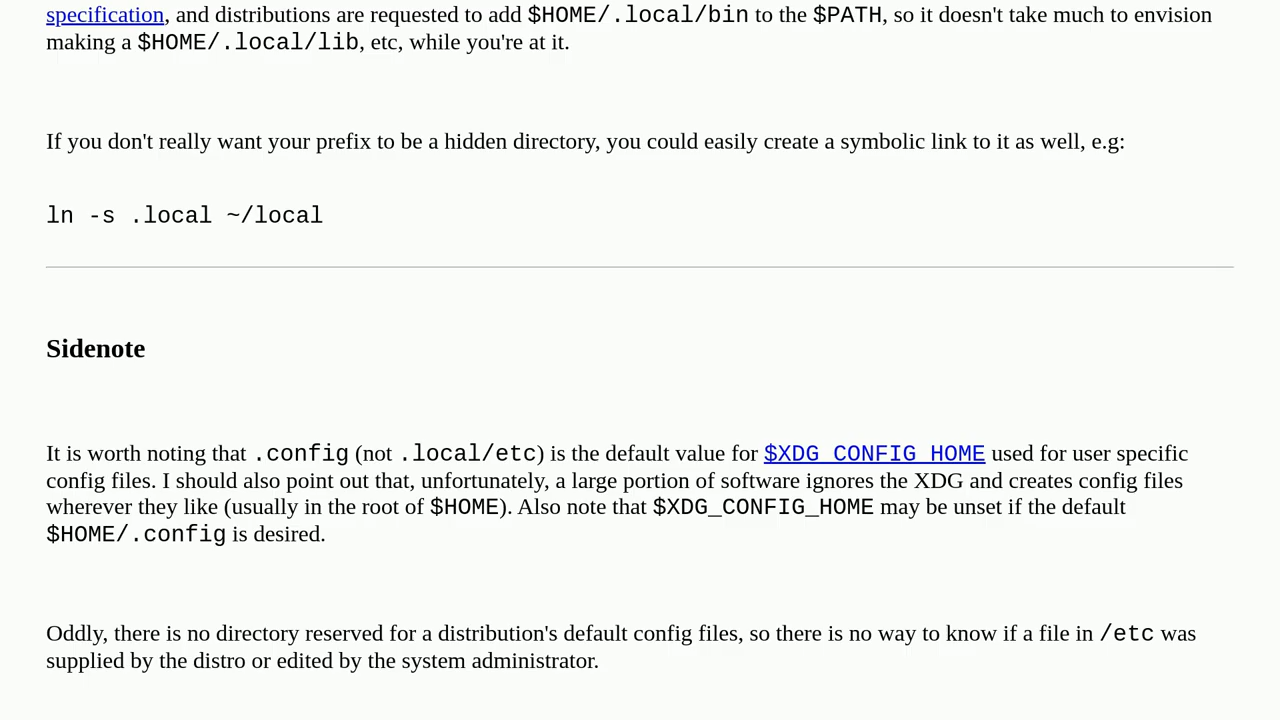 specification, and distributions are requested to add $HOME/.local/bin to the $PATH, so it doesn't take much to envision
making a $HOME/.local/lib, etc, while you're at it.
If you don't really want your prefix to be a hidden directory, you could easily create a symbolic link to it as well, e.g:
ln -s .local ~/local
Sidenote
It is worth noting that .config (not .local/etc) is the default value for $XDG_CONFIG_HOME used for user specific
config files. I should also point out that, unfortunately, a large portion of software ignores the XDG and creates config files
wherever they like (usually in the root of $HOME). Also note that $XDG_CONFIG_HOME may be unset if the default
$HOME/.config is desired.
Oddly, there is no directory reserved for a distribution's default config files, so there is no way to know if a file in /etc was
supplied by the distro or edited by the system administrator.